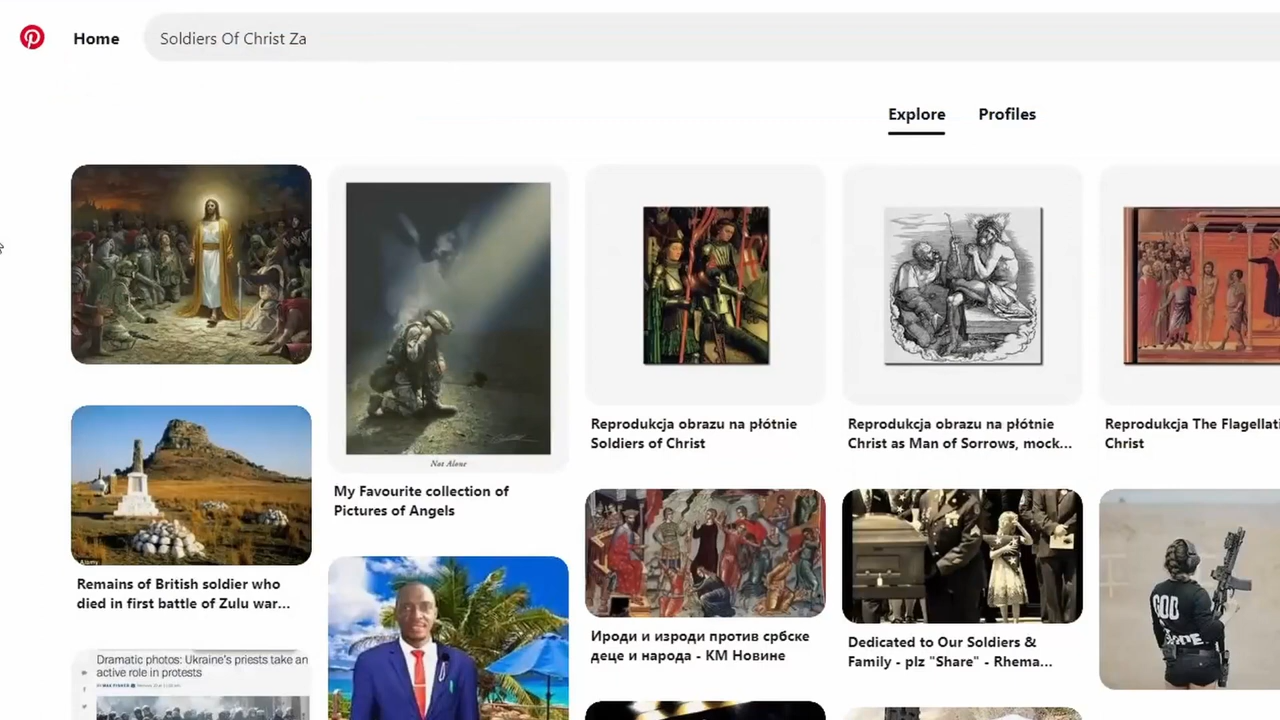 Home
Soldiers Of Christ Za
Explore
Profiles
Not Alone
My Favourite collection of
Pictures of Angels
Reprodukcja obrazu na płótnie
Soldiers of Christ
Reprodukcja obrazu na płótnie
Christ as Man of Sorrows, mock...
Reprodukcja The Flagellati
Christ
alamy
Remains of British soldier who
died in first battle of Zulu war...
Ироди и изроди против србске
деце и народа - КМ Новине
Dedicated to Our Soldiers &
Family - plz "Share" - Rhema...
GOD
Dramatic photos: Ukraine's priests take an
active role in protests